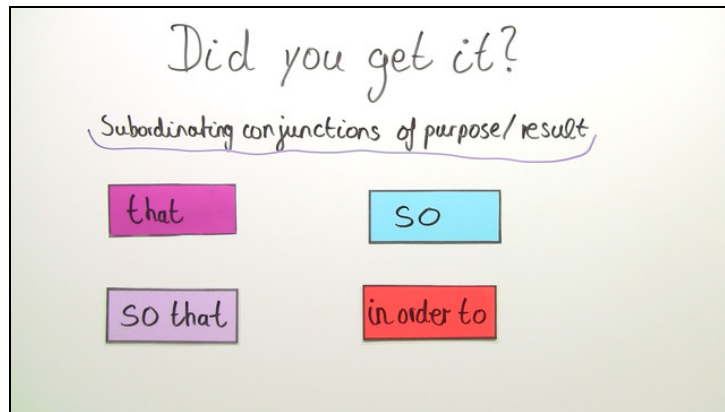 Did you get it?
Subordinating conjunctions of purpose/result
that
so
so that
in order to